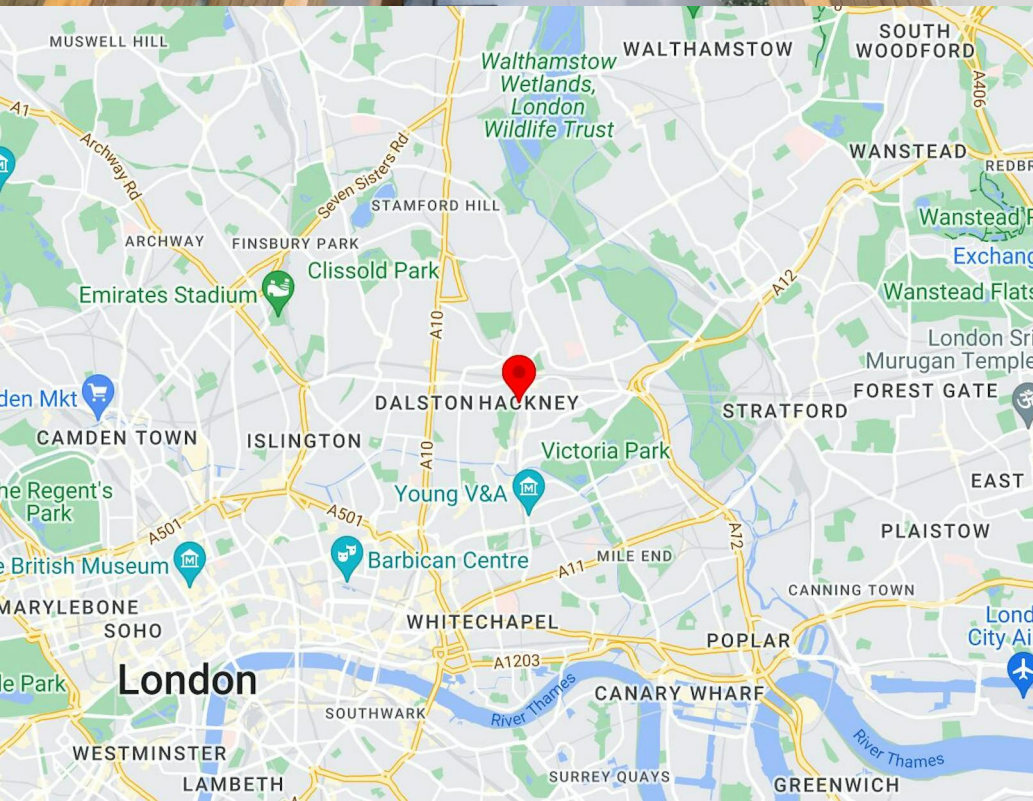 MUSWELL HILL
Walthamstow
Wetlands,
London
Wildlife Trust
WALTHAMSTOW
SOUTH
WOODFORD
A406
A1
Archway Rd
Seven Sisters Rd
WANSTEAD
REDBR
STAMFORD HILL
Wanstead F
ARCHWAY
FINSBURY PARK
Exchang
Clissold Park
A12
Emirates Stadium
Wanstead Flats
A10
London Sri
Murugan Temple
den Mkt
DALSTON
HACKNEY
FOREST GATE
STRATFORD
CAMDEN TOWN
ISLINGTON
A10
Victoria Park
he Regent's
Park
Young V&A
EAST
A501
A501
A12
PLAISTOW
e British Museum
Barbican Centre
A11
MILE END
CANNING TOWN
MARYLEBONE
SOHO
WHITECHAPEL
Lond
City Ai
POPLAR
A1203
le Park
London
River Thames
CANARY WHARF
SOUTHWARK
WESTMINSTER
River Thames
LAMBETH
SURREY QUAYS
GREENWICH